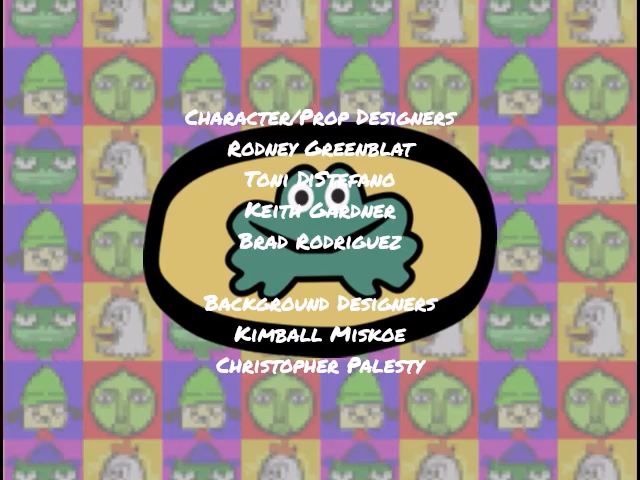 Character/Prop Designers
Rodney Greenblat
Toni DiStefano
Keith Gardner
Brad Rodriguez
Background Designers
Kimball Miskoe
Christopher Palesty